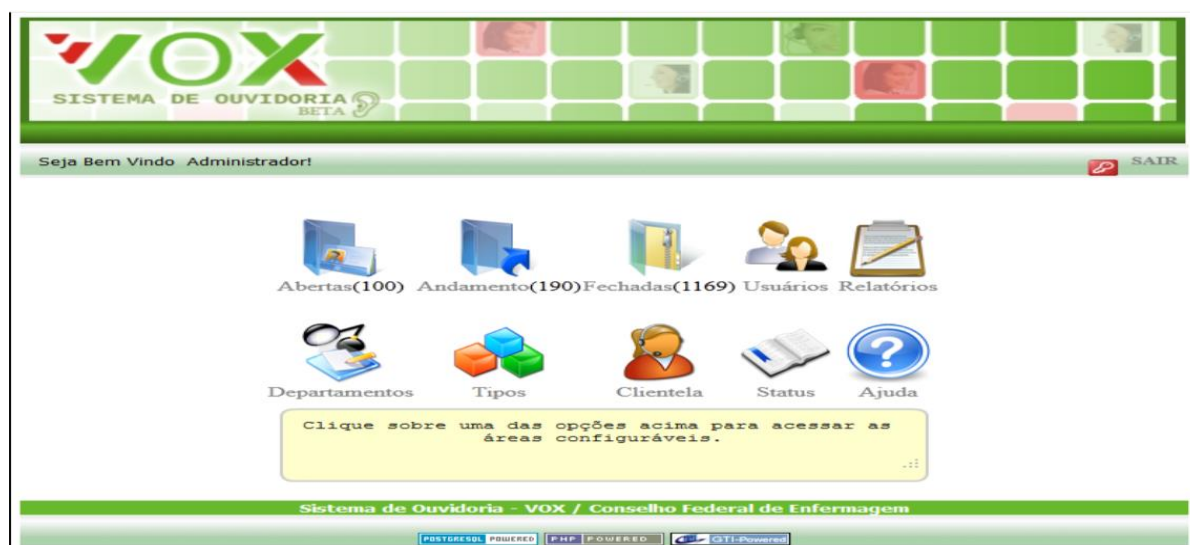 VOX
SISTEMA DE OUVIDORIA
BETA
Seja Bem Vindo Administrador!
SAIR
Abertas(100) Andamento(190) Fechadas(1169) Usuários Relatórios
Departamentos Tipos Clientela Status Ajuda
Clique sobre uma das opções acima para acessar as
áreas configuráveis.
Sistema de Ouvidoria - VOX / Conselho Federal de Enfermagem
POSTGRESQL POWERED PHP POWERED GTI-Powered